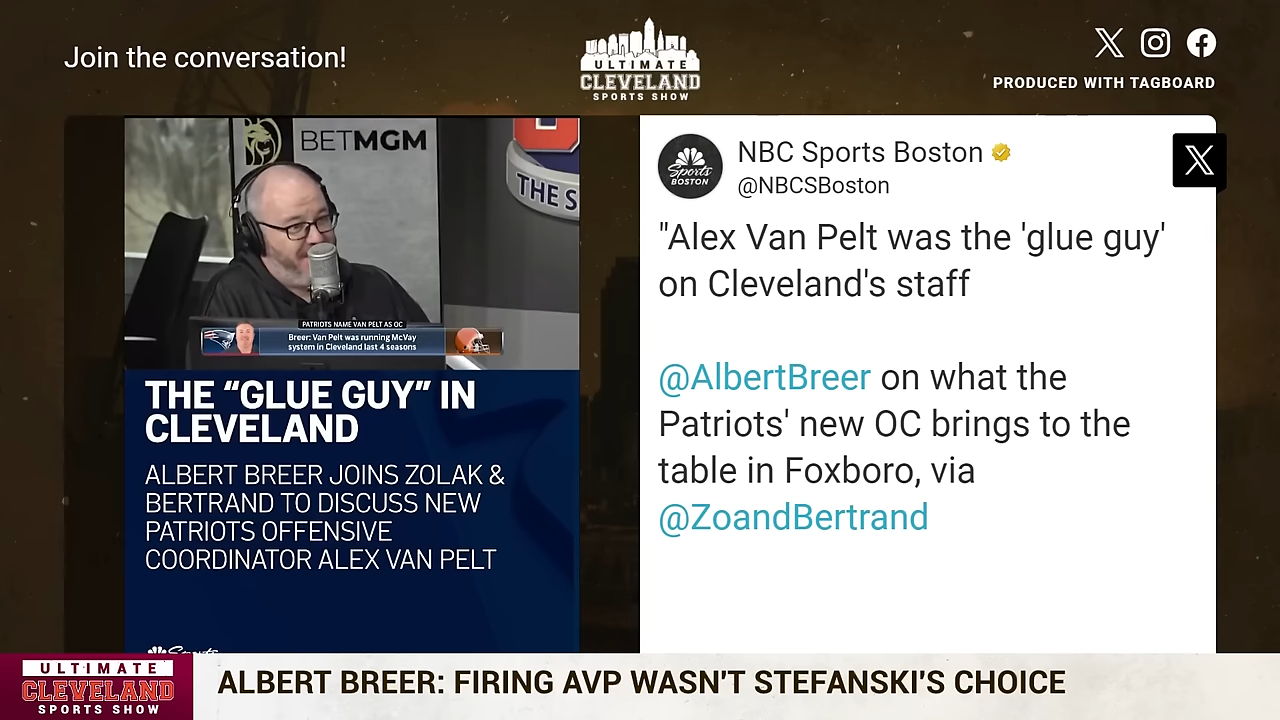 Join the conversation!
ULTIMATE
CLEVELAND
SPORTS SHOW
PRODUCED WITH TAGBOARD
BETMGM
THE S
PATRIOTS NAME VAN PELT AS OC
Breer: Van Pelt was running McVay
system in Cleveland last 4 seasons
THE “GLUE GUY” IN
CLEVELAND
ALBERT BREER JOINS ZOLAK &
BERTRAND TO DISCUSS NEW
PATRIOTS OFFENSIVE
COORDINATOR ALEX VAN PELT
Sports
BOSTON
NBC Sports Boston
@NBCSBoston
"Alex Van Pelt was the 'glue guy'
on Cleveland's staff
@AlbertBreer on what the
Patriots' new OC brings to the
table in Foxboro, via
@ZoandBertrand
ULTIMATE
CLEVELAND
SPORTS SHOW
ALBERT BREER: FIRING AVP WASN'T STEFANSKI'S CHOICE